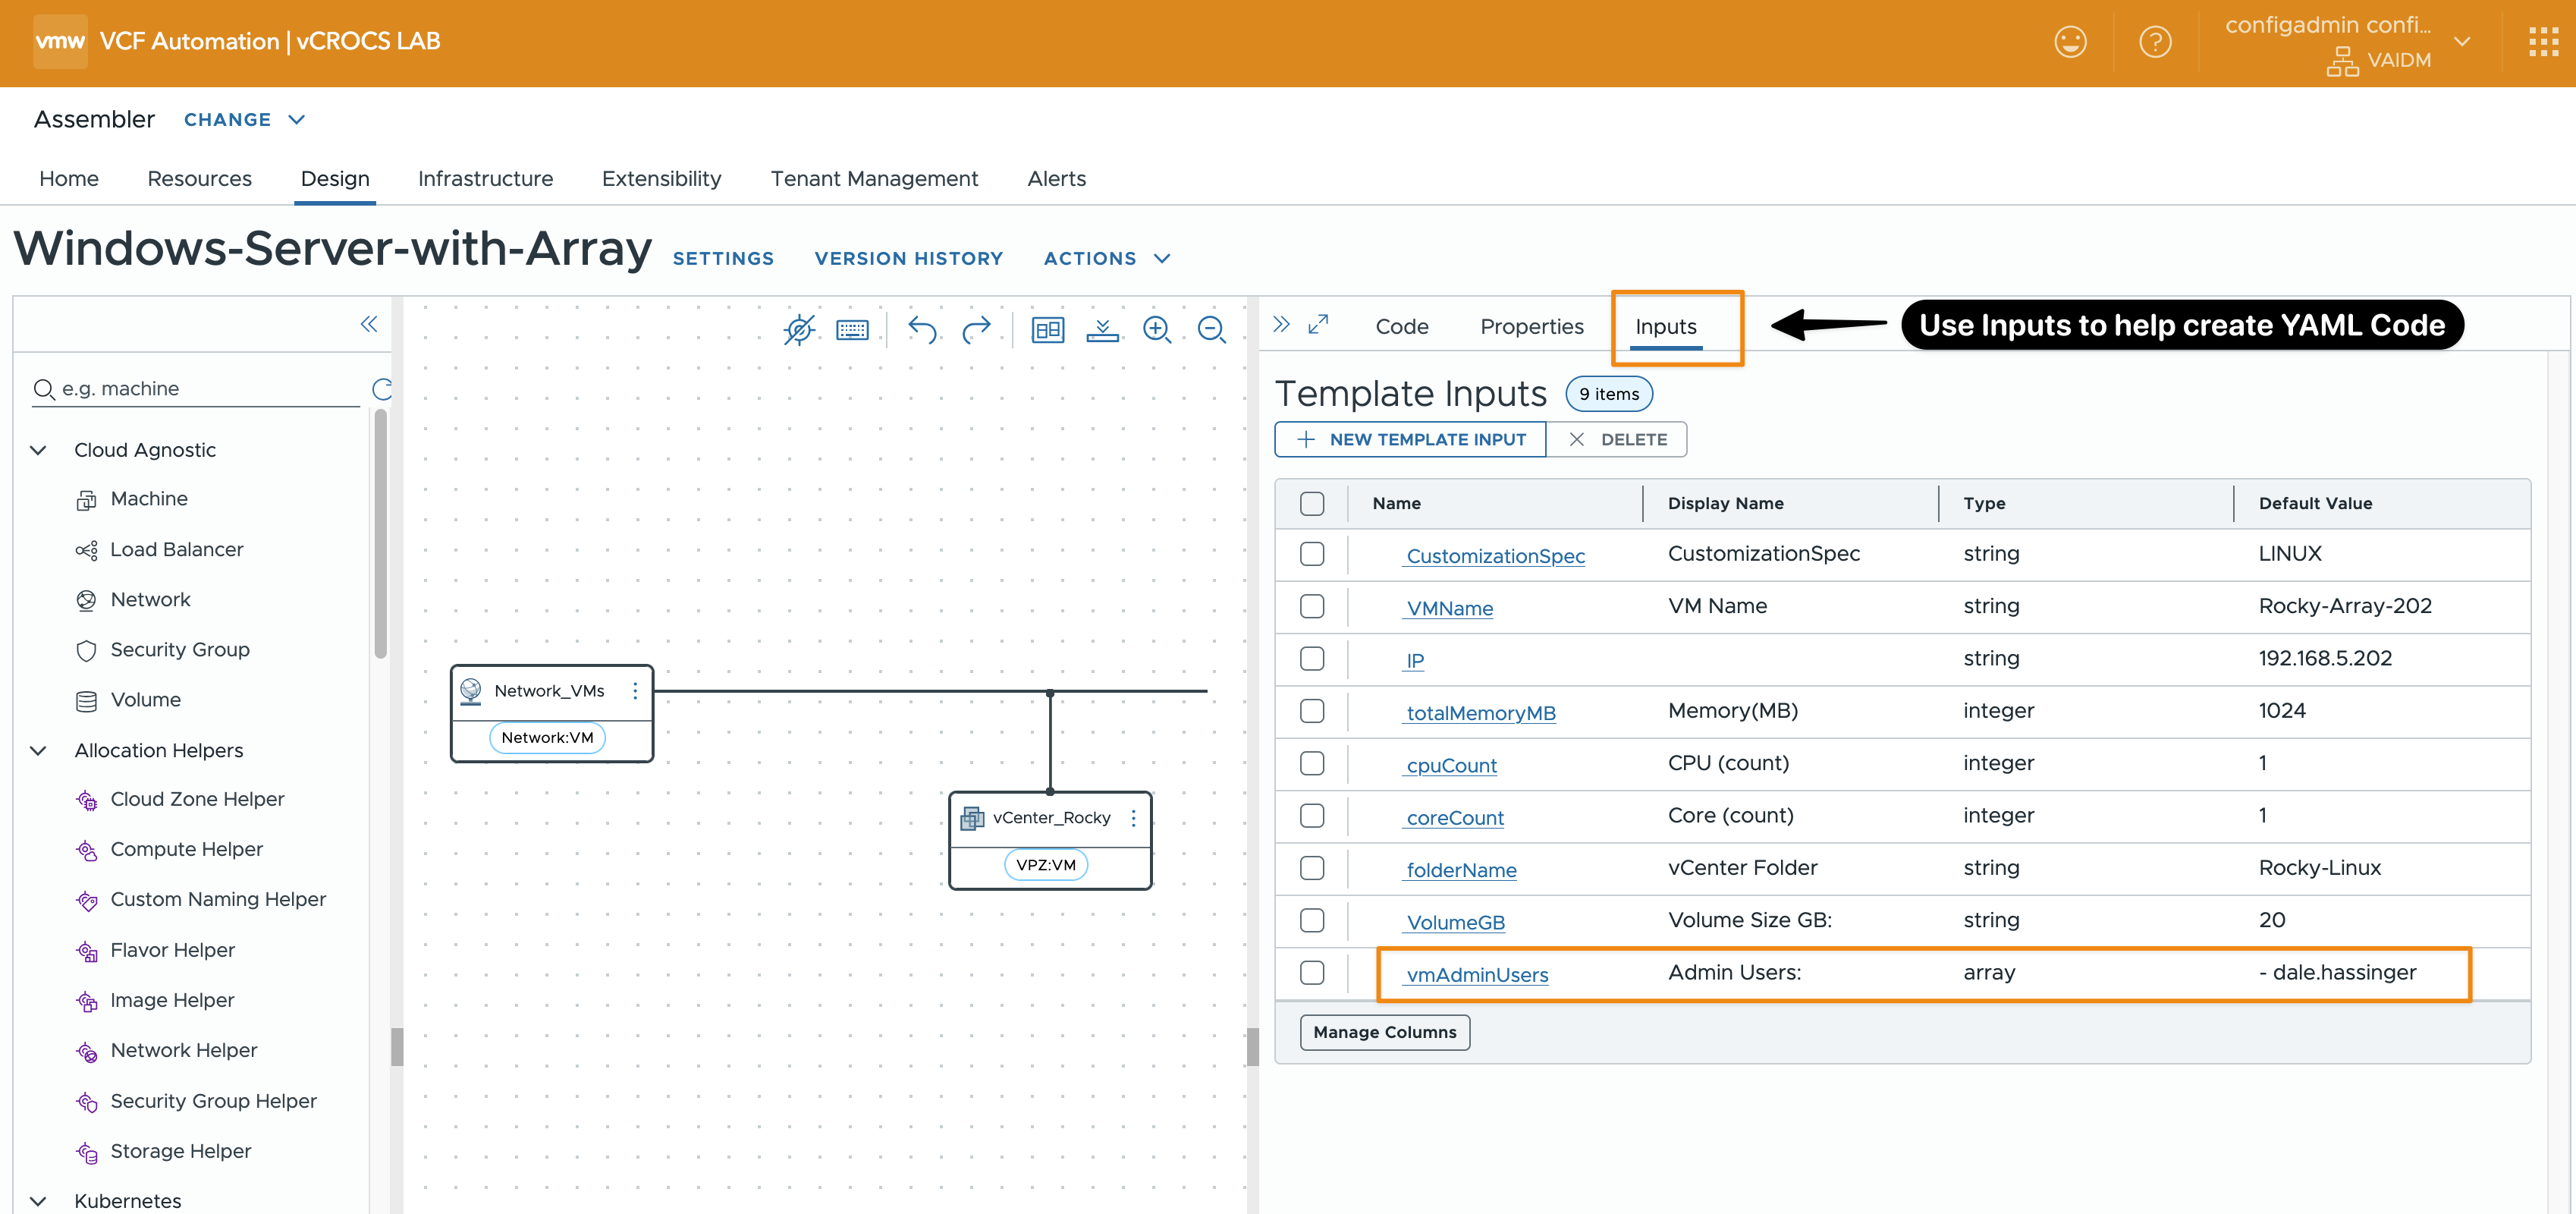 vmw VCF Automation | vCROCS LAB
configadmin confi...
VAIDM
Assembler CHANGE
Home Resources Design Infrastructure Extensibility Tenant Management Alerts
Windows-Server-with-Array SETTINGS VERSION HISTORY ACTIONS
e.g. machine
Cloud Agnostic
Machine
Load Balancer
Network
Security Group
Volume
Allocation Helpers
Cloud Zone Helper
Compute Helper
Custom Naming Helper
Flavor Helper
Image Helper
Network Helper
Security Group Helper
Storage Helper
Kubernetes
Network_VMs
Network:VM
vCenter_Rocky
VPZ:VM
Code Properties Inputs
Use Inputs to help create YAML Code
Template Inputs 9 items
NEW TEMPLATE INPUT DELETE
Name Display Name Type Default Value
CustomizationSpec CustomizationSpec string LINUX
VMName VM Name string Rocky-Array-202
IP string 192.168.5.202
totalMemoryMB Memory(MB) integer 1024
cpuCount CPU (count) integer 1
coreCount Core (count) integer 1
folderName vCenter Folder string Rocky-Linux
VolumeGB Volume Size GB: string 20
vmAdminUsers Admin Users: array - dale.hassinger
Manage Columns